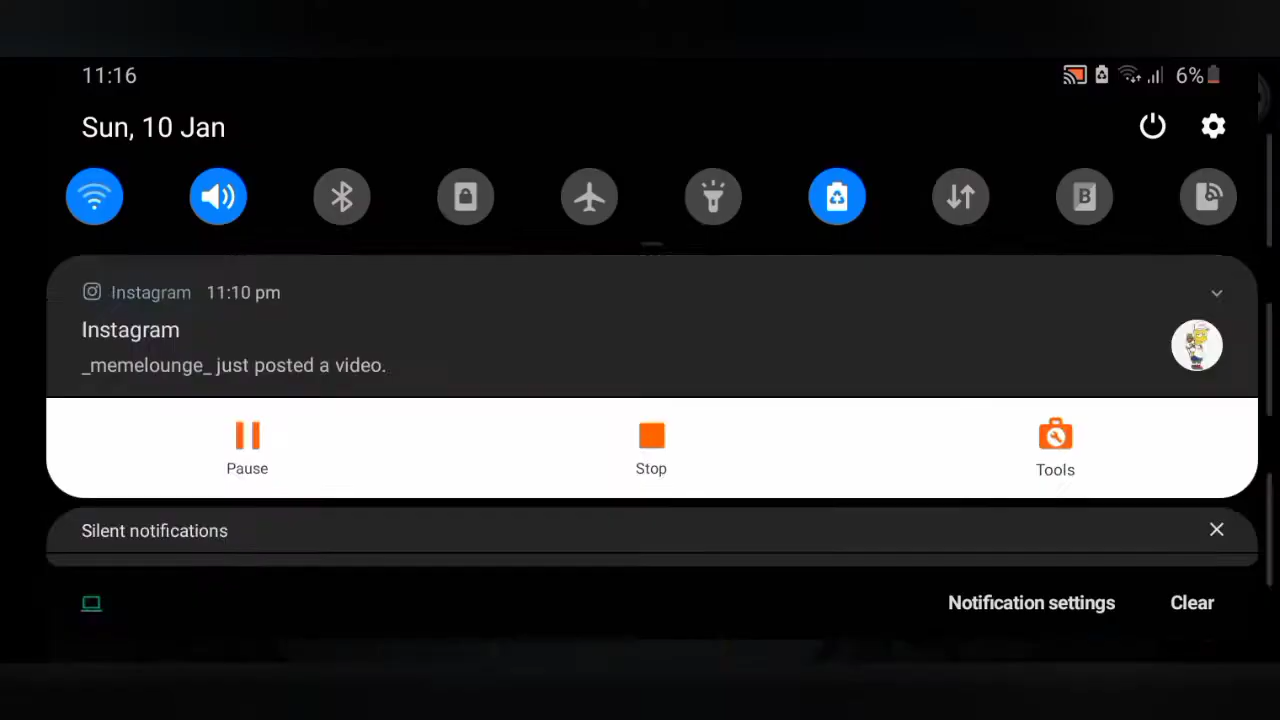 11:16
6%
Sun, 10 Jan
B
Instagram 11:10 pm
Instagram
_memelounge_ just posted a video.
Pause
Stop
Tools
Silent notifications
Notification settings
Clear